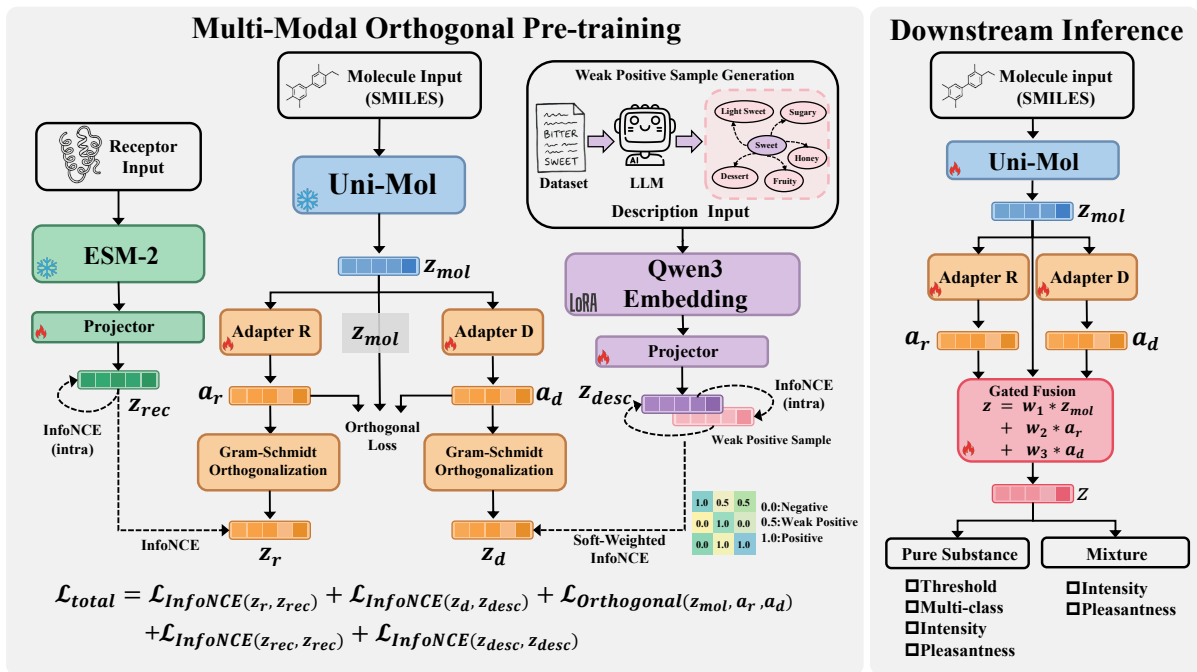 Multi-Modal Orthogonal Pre-training
Molecule Input
(SMILES)
Receptor
Input
Uni-Mol
ESM-2
z_mol
Projector
Adapter R
z_mol
Adapter D
z_rec
InfoNCE
(intra)
a_r
a_d
Orthogonal
Loss
Gram-Schmidt
Orthogonalization
Gram-Schmidt
Orthogonalization
InfoNCE
z_r
z_d
Weak Positive Sample Generation
BITTER
SWEET
Dataset
AI
LLM
Light Sweet
Sugary
Sweet
Honey
Dessert
Fruity
Description Input
Qwen3
Embedding
LoRA
Projector
z_desc
InfoNCE
(intra)
Weak Positive Sample
Soft-Weighted
InfoNCE
1.0 0.5 0.5
0.0 1.0 0.0
0.0 1.0 1.0
0.0:Negative
0.5:Weak Positive
1.0:Positive
ℒ_total = ℒ_InfoNCE(z_r, z_rec) + ℒ_InfoNCE(z_d, z_desc) + ℒ_Orthogonal(z_mol, a_r, a_d)
+ℒ_InfoNCE(z_rec, z_rec) + ℒ_InfoNCE(z_desc, z_desc)
Downstream Inference
Molecule input
(SMILES)
Uni-Mol
z_mol
Adapter R
Adapter D
a_r
a_d
Gated Fusion
z = w_1 * z_mol
+ w_2 * a_r
+ w_3 * a_d
z
Pure Substance
Threshold
Multi-class
Intensity
Pleasantness
Mixture
Intensity
Pleasantness